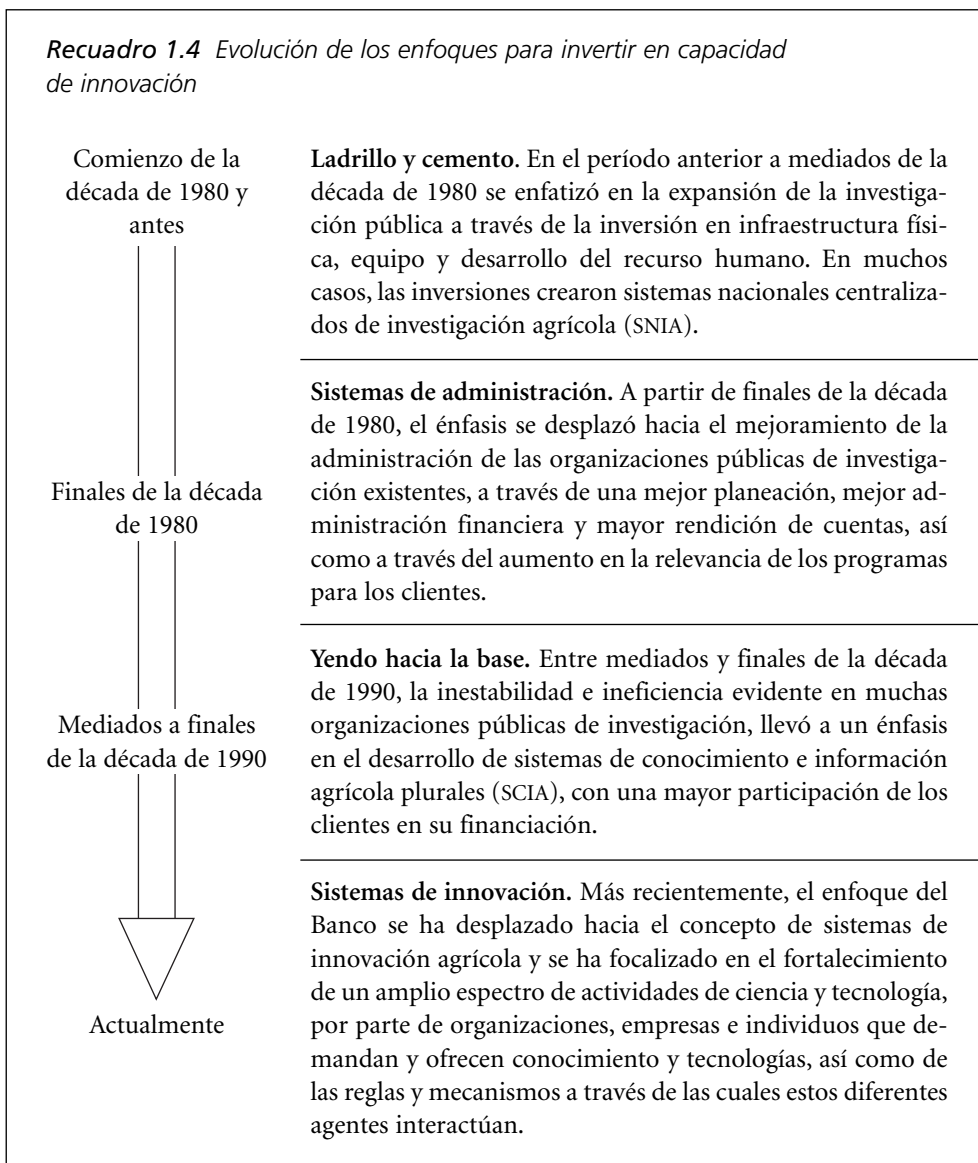 Recuadro 1.4 Evolución de los enfoques para invertir en capacidad
de innovación
Comienzo de la
década de 1980 y
antes
Ladrillo y cemento. En el período anterior a mediados de la
década de 1980 se enfatizó en la expansión de la investiga-
ción pública a través de la inversión en infraestructura físi-
ca, equipo y desarrollo del recurso humano. En muchos
casos, las inversiones crearon sistemas nacionales centraliza-
dos de investigación agrícola (SNIA).
Finales de la década
de 1980
Sistemas de administración. A partir de finales de la década
de 1980, el énfasis se desplazó hacia el mejoramiento de la
administración de las organizaciones públicas de investiga-
ción existentes, a través de una mejor planeación, mejor ad-
ministración financiera y mayor rendición de cuentas, así
como a través del aumento en la relevancia de los programas
para los clientes.
Mediados a finales
de la década de 1990
Yendo hacia la base. Entre mediados y finales de la década
de 1990, la inestabilidad e ineficiencia evidente en muchas
organizaciones públicas de investigación, llevó a un énfasis
en el desarrollo de sistemas de conocimiento e información
agrícola plurales (SCIA), con una mayor participación de los
clientes en su financiación.
Actualmente
Sistemas de innovación. Más recientemente, el enfoque del
Banco se ha desplazado hacia el concepto de sistemas de
innovación agrícola y se ha focalizado en el fortalecimiento
de un amplio espectro de actividades de ciencia y tecnología,
por parte de organizaciones, empresas e individuos que de-
mandan y ofrecen conocimiento y tecnologías, así como de
las reglas y mecanismos a través de las cuales estos diferentes
agentes interactúan.